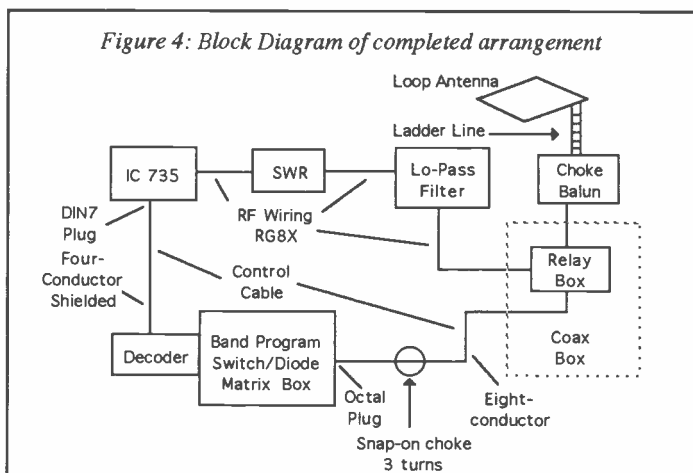 Figure 4: Block Diagram of completed arrangement
Loop Antenna
Ladder Line
IC 735
SWR
Lo-Pass
Filter
Choke
Balun
DIN7
Plug
RF Wiring
RG8X
Four-
Conductor
Shielded
Control
Cable
Relay
Box
Decoder
Band Program
Switch/Diode
Matrix Box
Coax
Box
Octal
Plug
Eight-
conductor
Snap-on choke
3 turns